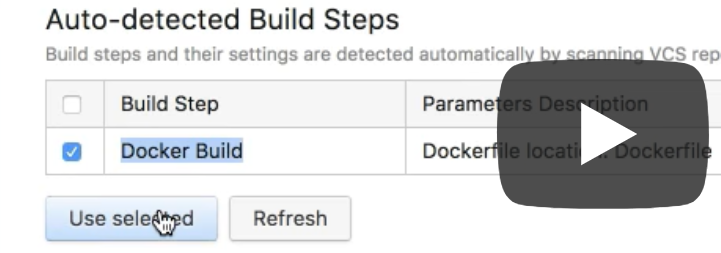 Auto-detected Build Steps
Build steps and their settings are detected automatically by scanning VCS rep
Build Step Parameters Description
Docker Build Dockerfile location: Dockerfile
Use selected Refresh